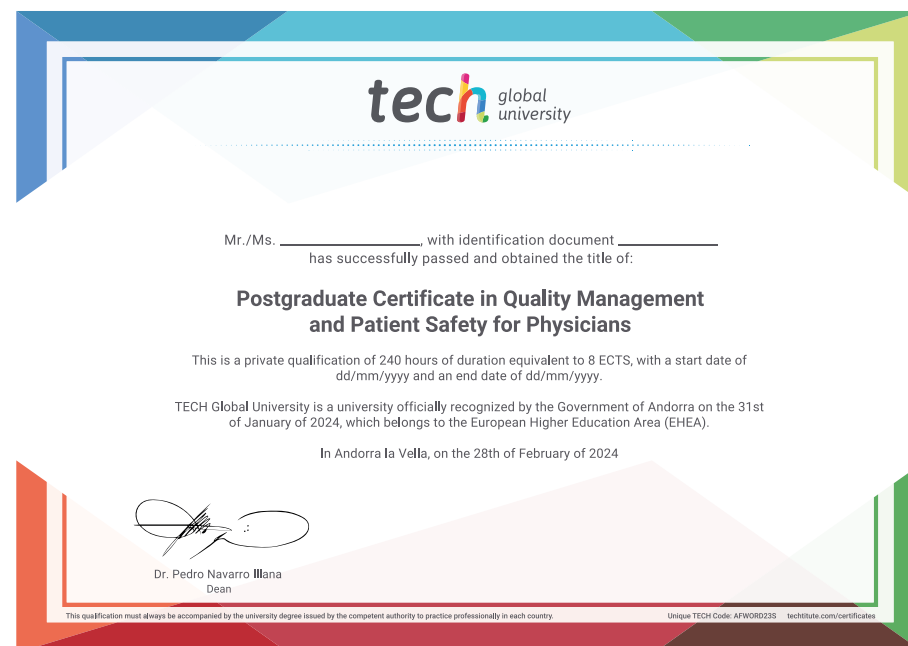 tech global university
Mr./Ms. ____________________, with identification document ______________
has successfully passed and obtained the title of:
Postgraduate Certificate in Quality Management
and Patient Safety for Physicians
This is a private qualification of 240 hours of duration equivalent to 8 ECTS, with a start date of
dd/mm/yyyy and an end date of dd/mm/yyyy.
TECH Global University is a university officially recognized by the Government of Andorra on the 31st
of January of 2024, which belongs to the European Higher Education Area (EHEA).
In Andorra la Vella, on the 28th of February of 2024
Dr. Pedro Navarro Illana
Dean
This qualification must always be accompanied by the university degree issued by the competent authority to practice professionally in each country.
Unique TECH Code: AFWORD23S techtitute.com/certificates